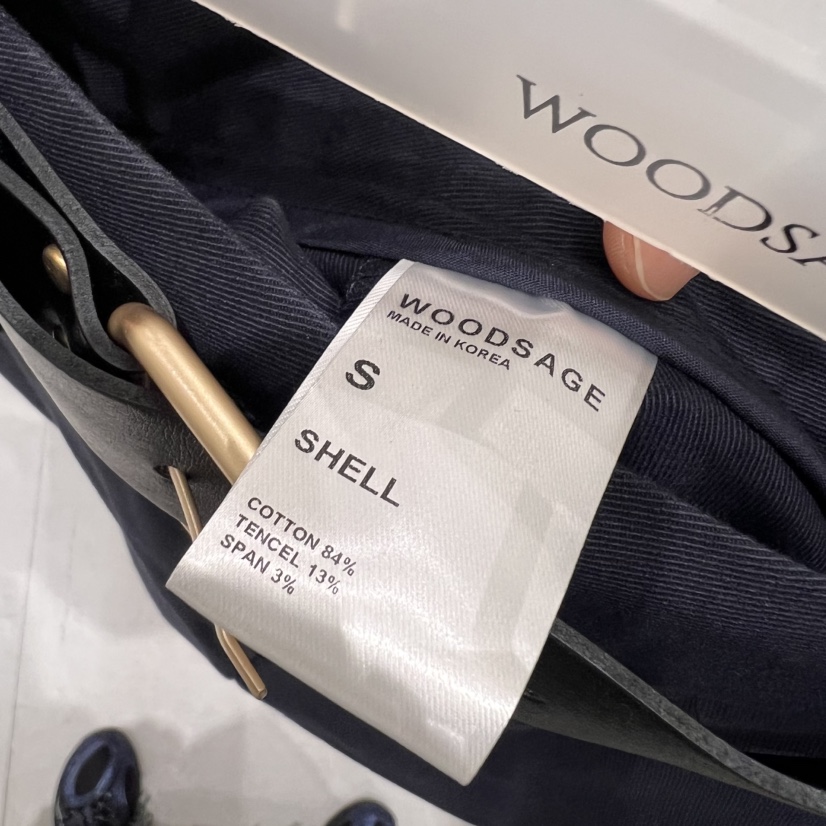 WOODSA
WOODSAGE
MADE IN KOREA
S
SHELL
COTTON 84%
TENCEL 13%
SPAN 3%